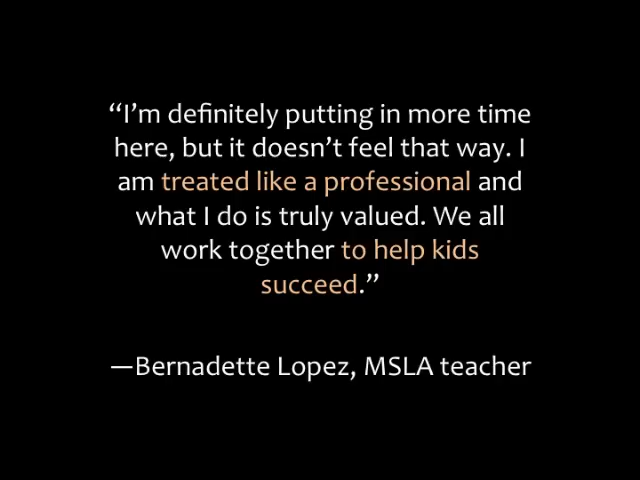 “I’m definitely putting in more time
here, but it doesn’t feel that way. I
am treated like a professional and
what I do is truly valued. We all
work together to help kids
succeed.”
—Bernadette Lopez, MSLA teacher